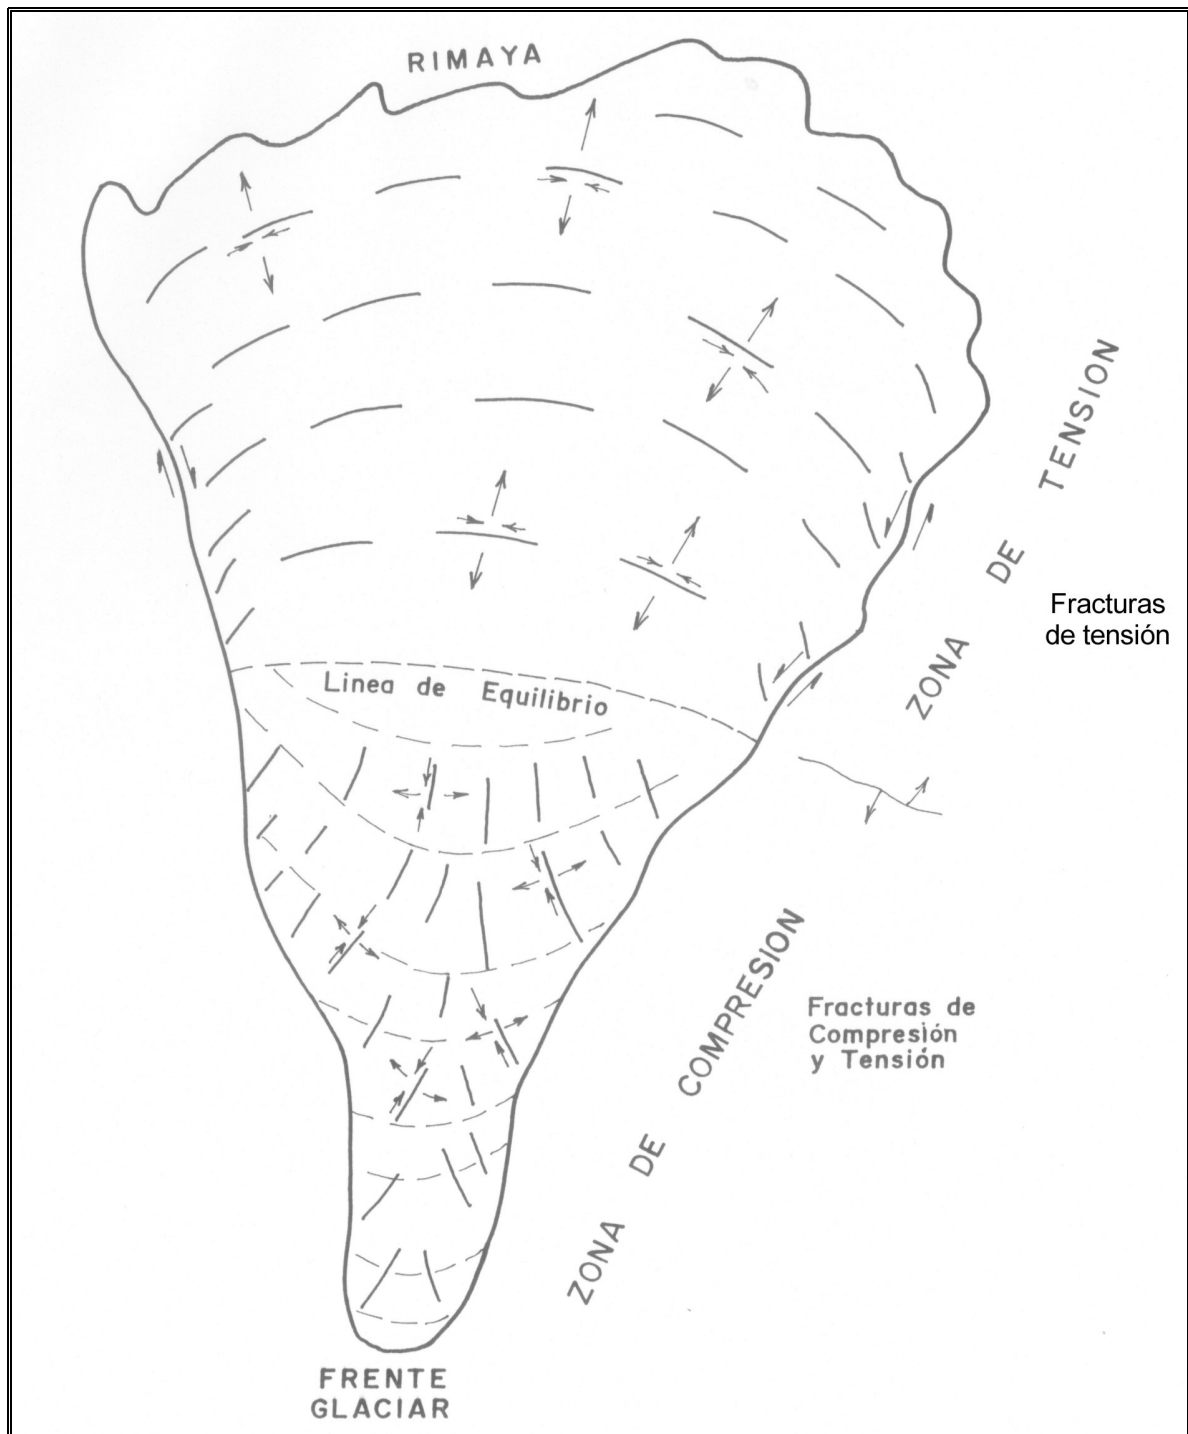 RIMAYA
ZONA DE TENSION
Fracturas
de tensión
Linea de Equilibrio
ZONA DE COMPRESION
Fracturas de
Compresión
y Tensión
FRENTE
GLACIAR